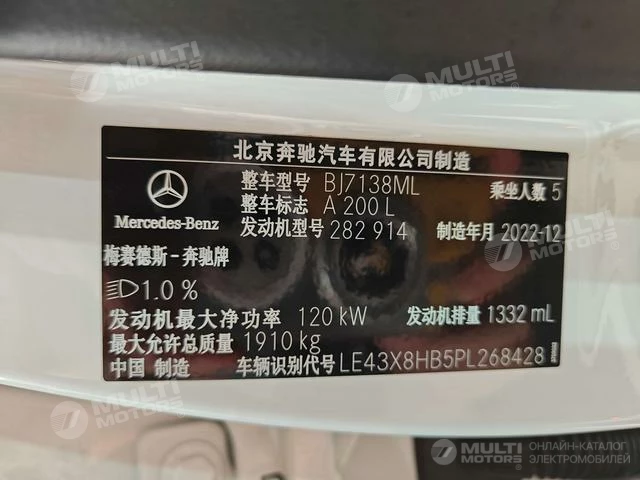 北京奔驰汽车有限公司制造
整车型号 BJ7138ML 乘坐人数 5
整车标志 A 200 L
发动机型号 282 914 制造年月 2022-12
Mercedes-Benz
梅赛德斯-奔驰牌
1.0 %
发动机最大净功率 120 kW 发动机排量 1332 mL
最大允许总质量 1910 kg
中国 制造 车辆识别代号 LE43X8HB5PL268428
MULTI MOTORS®
ОНЛАЙН-КАТАЛОГ
ЭЛЕКТРОМОБИЛЕЙ